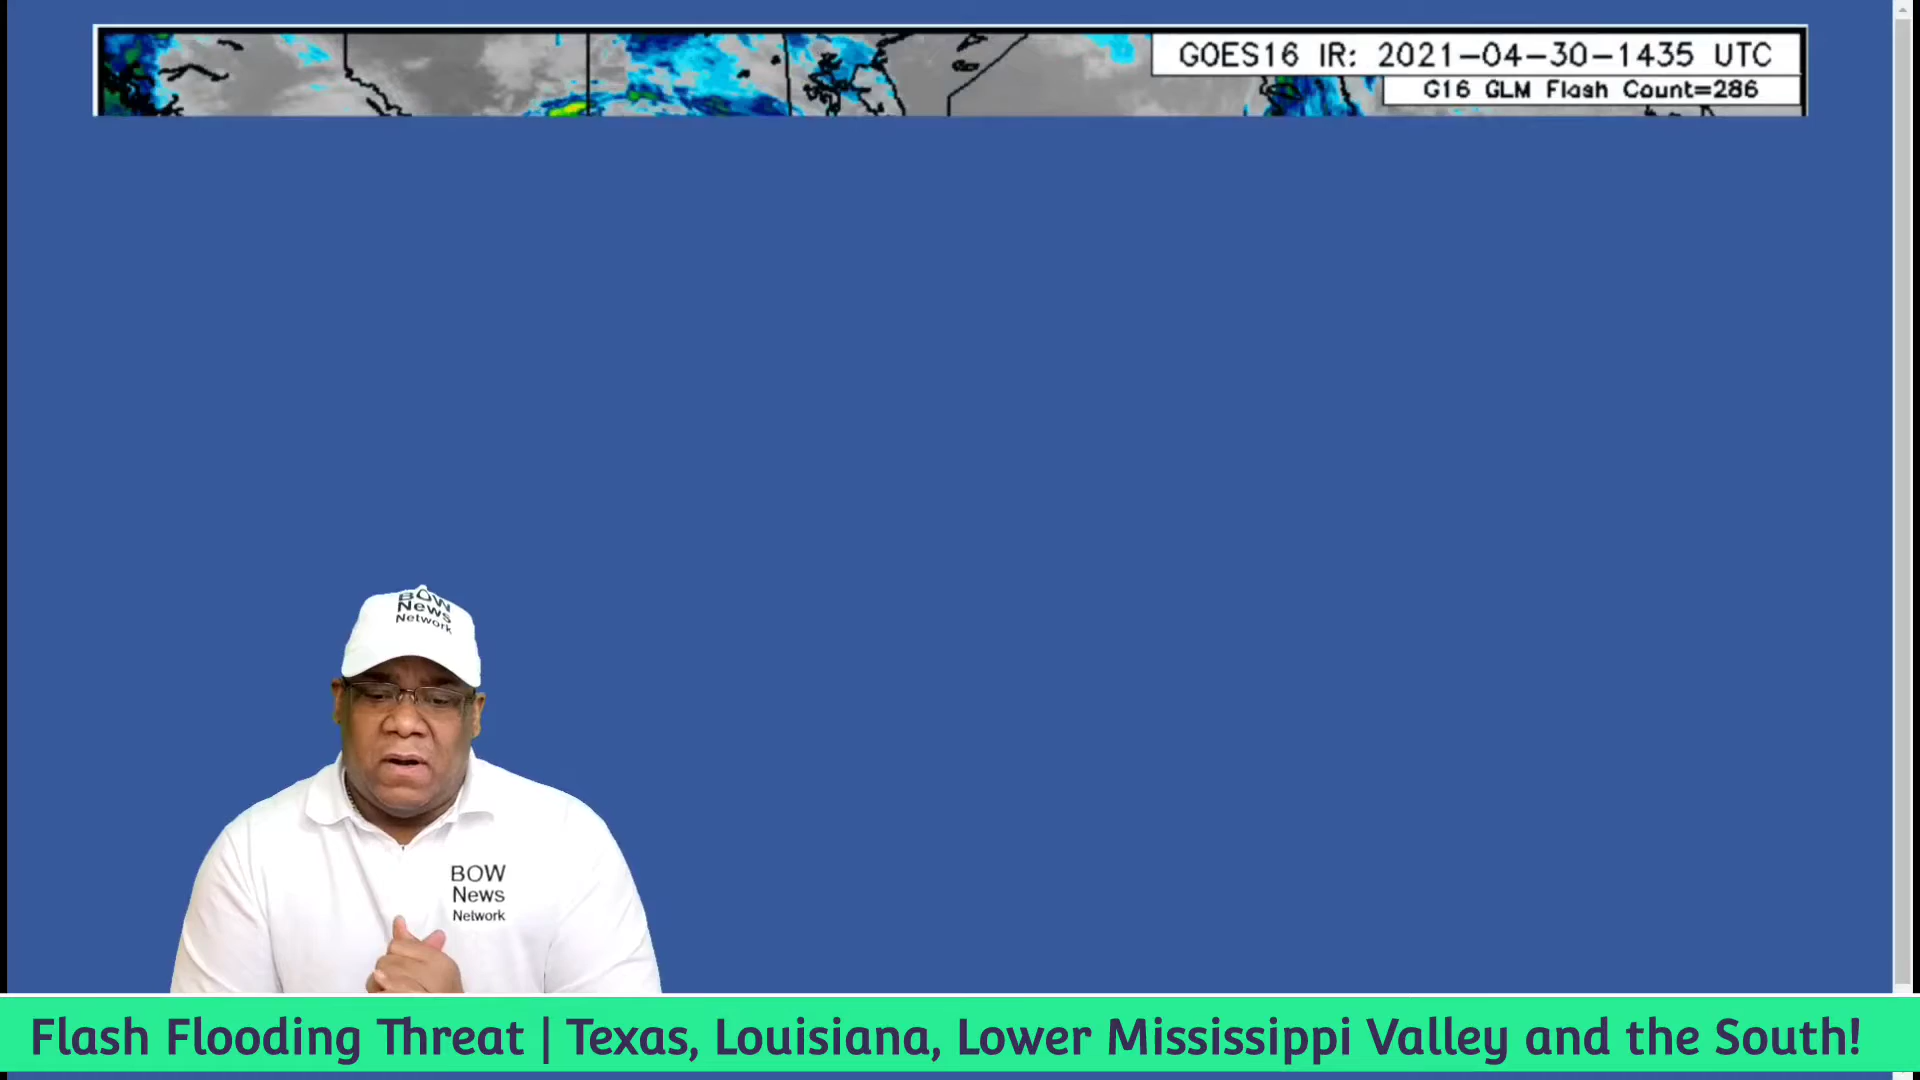 GOES16 IR: 2021-04-30-1435 UTC
G16 GLM Flash Count=286
BOW
News
Network
BOW
News
Network
Flash Flooding Threat | Texas, Louisiana, Lower Mississippi Valley and the South!